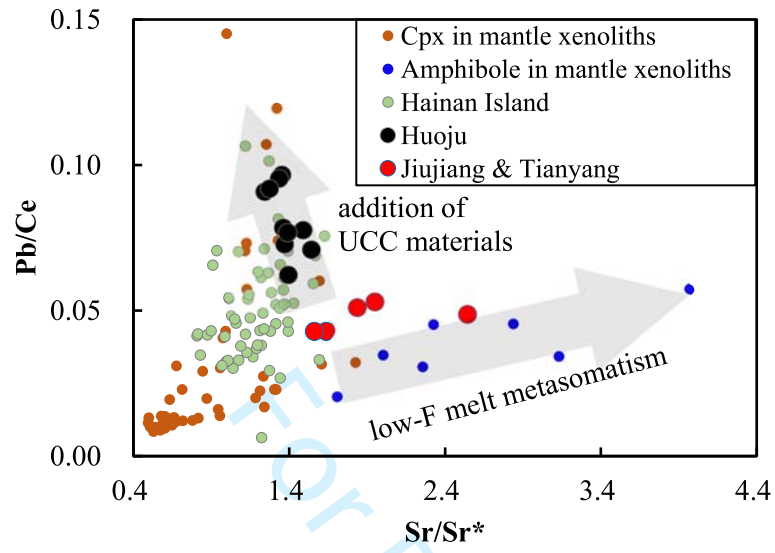 0.15
Cpx in mantle xenoliths
Amphibole in mantle xenoliths
Hainan Island
Huoju
Jiujiang & Tianyang
0.10
addition of
UCC materials
Pb/Ce
0.05
low-F melt metasomatism
0.00
0.4 1.4 2.4 3.4 4.4
Sr/Sr*
For